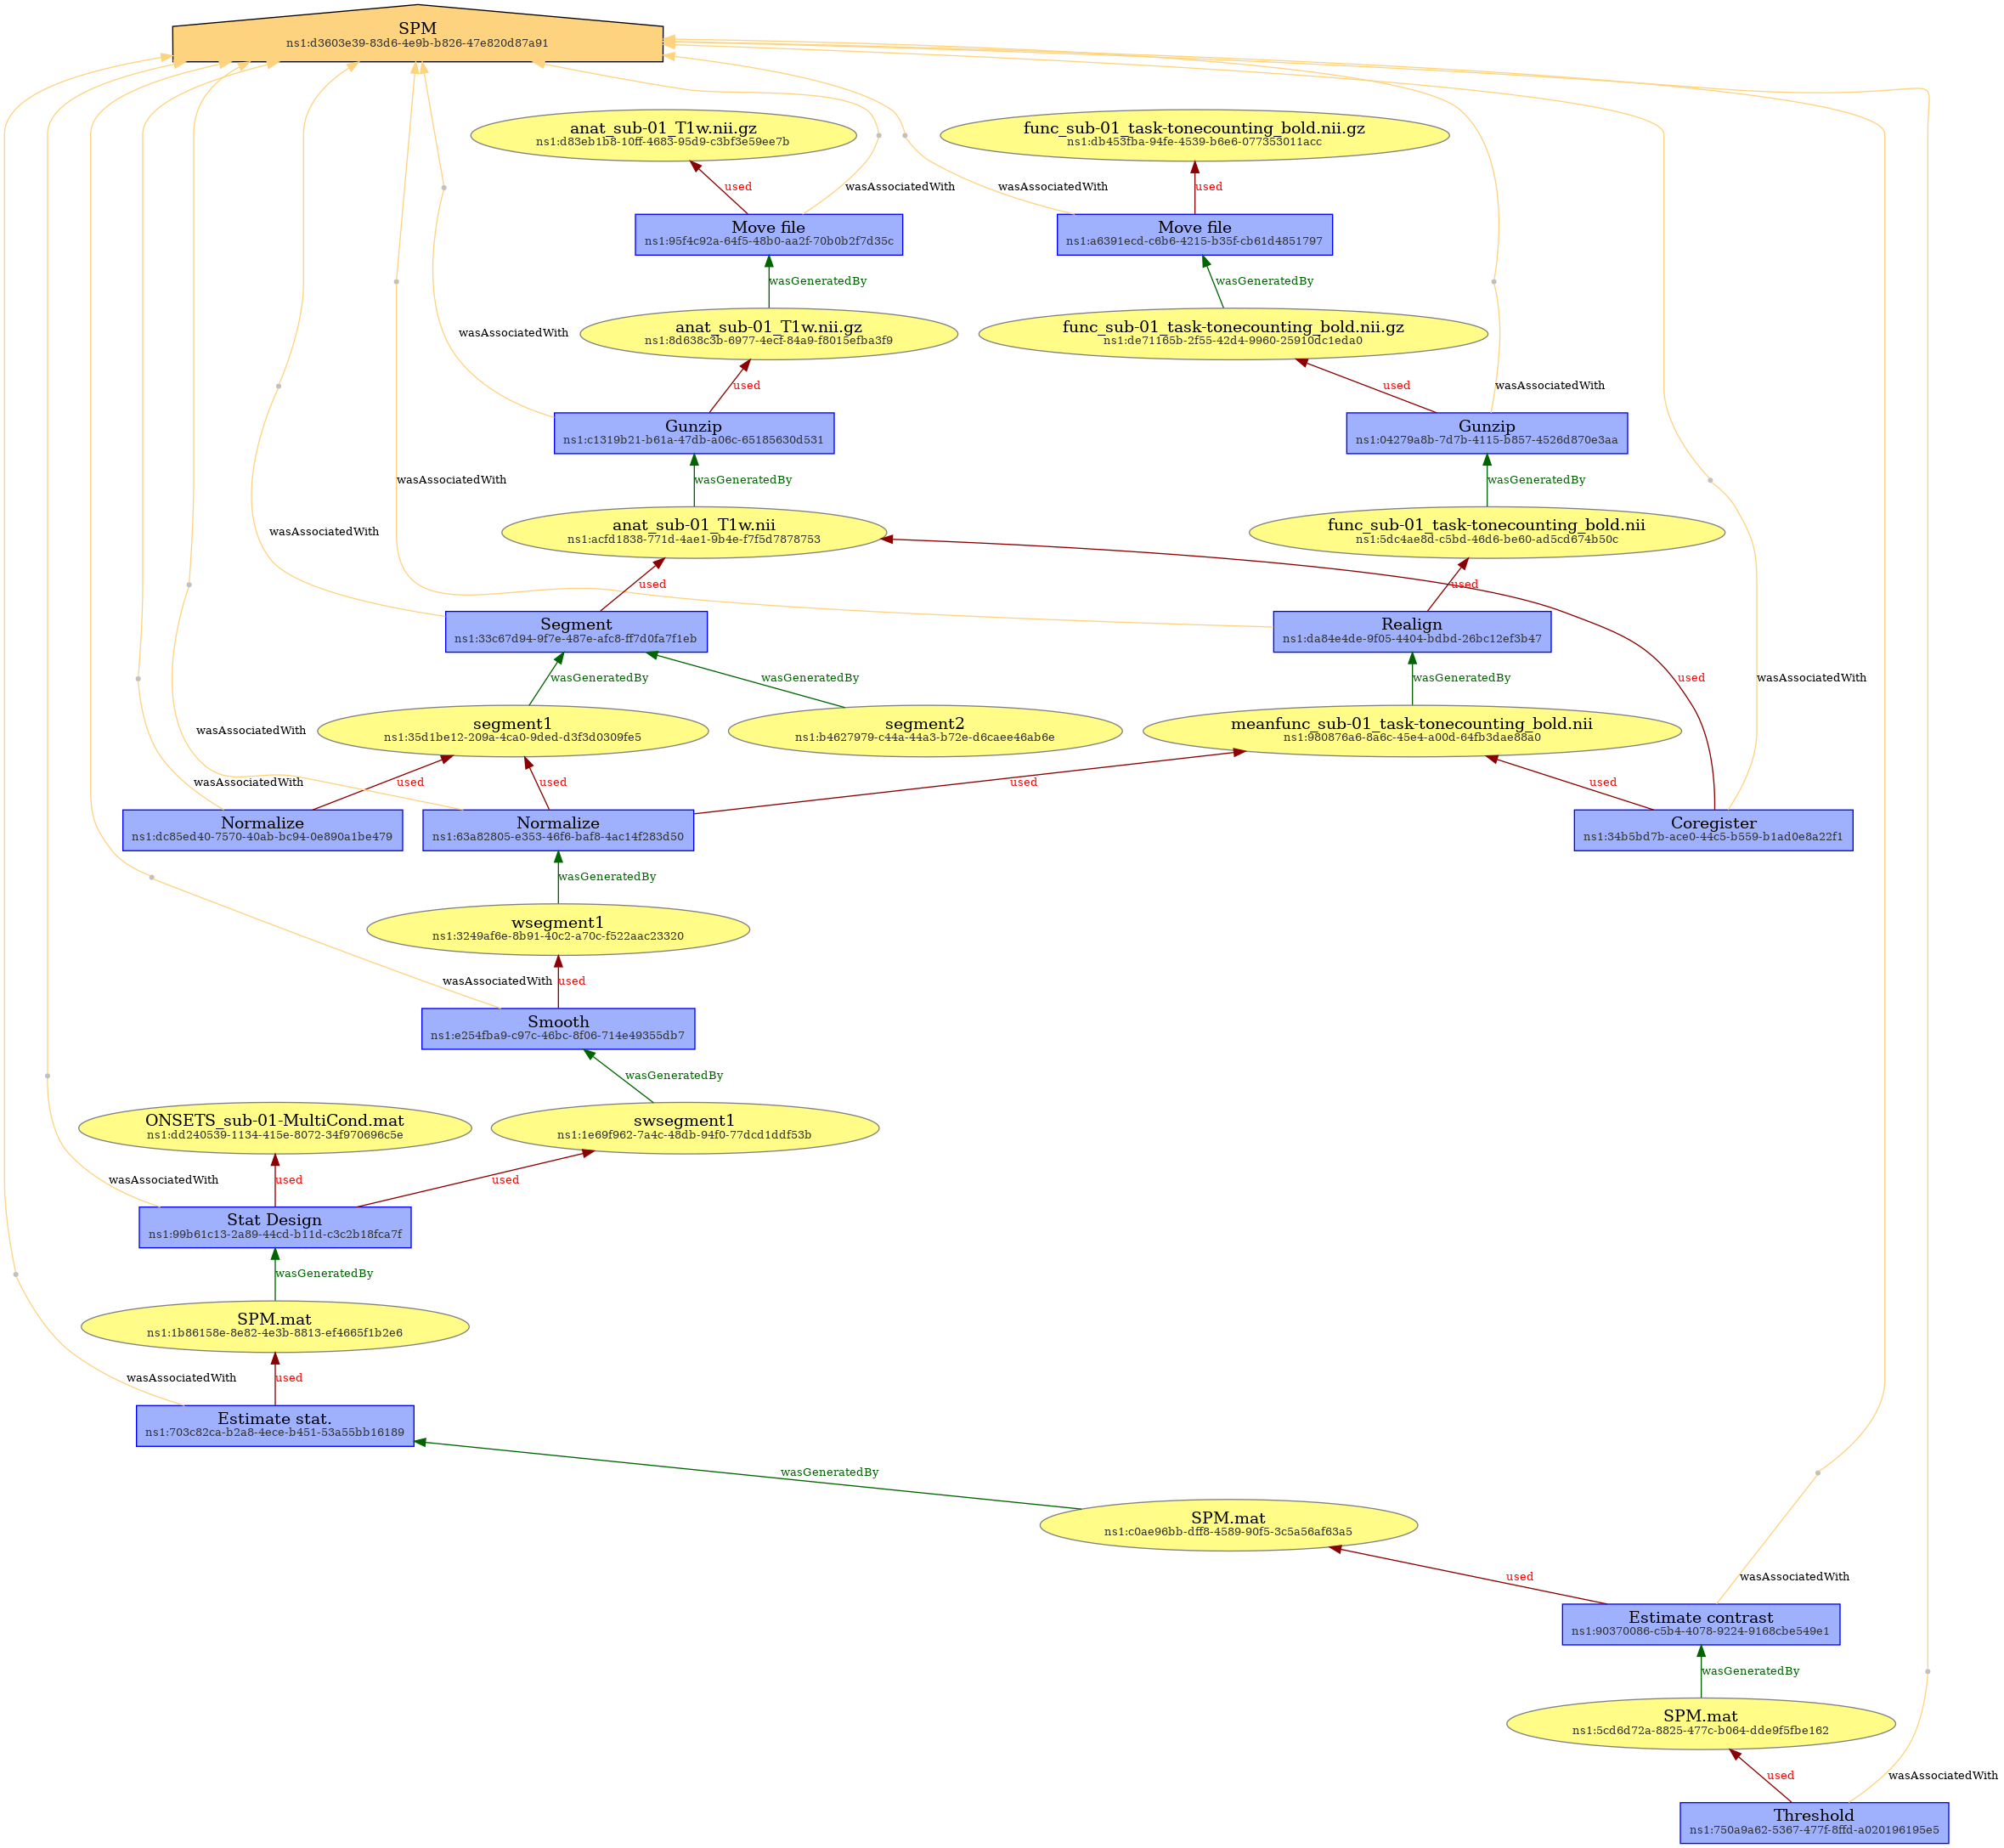 SPM
ns1:d3603e39-83d6-4e9b-b826-47e820d87a91
anat_sub-01_T1w.nii.gz
ns1:d83eb1b8-10ff-4683-95d9-c3bf3e59ee7b
func_sub-01_task-tonecounting_bold.nii.gz
ns1:db453fba-94fe-4539-b6e6-077353011acc
used
wasAssociatedWith
wasAssociatedWith
used
Move file
ns1:95f4c92a-64f5-48b0-aa2f-70b0b2f7d35c
Move file
ns1:a6391ecd-c6b6-4215-b35f-cb61d4851797
wasGeneratedBy
wasGeneratedBy
anat_sub-01_T1w.nii.gz
ns1:8d638c3b-6977-4ecf-84a9-f8015efba3f9
func_sub-01_task-tonecounting_bold.nii.gz
ns1:de71165b-2f55-42d4-9960-25910dc1eda0
wasAssociatedWith
used
used
wasAssociatedWith
Gunzip
ns1:c1319b21-b61a-47db-a06c-65185630d531
Gunzip
ns1:04279a8b-7d7b-4115-b857-4526d870e3aa
wasAssociatedWith
wasGeneratedBy
wasGeneratedBy
anat_sub-01_T1w.nii
ns1:acfd1838-771d-4ae1-9b4e-f7f5d7878753
func_sub-01_task-tonecounting_bold.nii
ns1:5dc4ae8d-c5bd-46d6-be60-ad5cd674b50c
wasAssociatedWith
used
used
Segment
ns1:33c67d94-9f7e-487e-afc8-ff7d0fa7f1eb
Realign
ns1:da84e4de-9f05-4404-bdbd-26bc12ef3b47
wasGeneratedBy
wasGeneratedBy
wasGeneratedBy
used
wasAssociatedWith
segment1
ns1:35d1be12-209a-4ca0-9ded-d3f3d0309fe5
segment2
ns1:b4627979-c44a-44a3-b72e-d6caee46ab6e
meanfunc_sub-01_task-tonecounting_bold.nii
ns1:980876a6-8a6c-45e4-a00d-64fb3dae88a0
wasAssociatedWith
wasAssociatedWith
used
used
used
used
Normalize
ns1:dc85ed40-7570-40ab-bc94-0e890a1be479
Normalize
ns1:63a82805-e353-46f6-baf8-4ac14f283d50
Coregister
ns1:34b5bd7b-ace0-44c5-b559-b1ad0e8a22f1
wasGeneratedBy
wsegment1
ns1:3249af6e-8b91-40c2-a70c-f522aac23320
wasAssociatedWith
used
Smooth
ns1:e254fba9-c97c-46bc-8f06-714e49355db7
wasGeneratedBy
ONSETS_sub-01-MultiCond.mat
ns1:dd240539-1134-415e-8072-34f970696c5e
swsegment1
ns1:1e69f962-7a4c-48db-94f0-77dcd1ddf53b
wasAssociatedWith
used
used
Stat Design
ns1:99b61c13-2a89-44cd-b11d-c3c2b18fca7f
wasGeneratedBy
SPM.mat
ns1:1b86158e-8e82-4e3b-8813-ef4665f1b2e6
wasAssociatedWith
used
Estimate stat.
ns1:703c82ca-b2a8-4ece-b451-53a55bb16189
wasGeneratedBy
SPM.mat
ns1:c0ae96bb-dff8-4589-90f5-3c5a56af63a5
used
wasAssociatedWith
Estimate contrast
ns1:90370086-c5b4-4078-9224-9168cbe549e1
wasGeneratedBy
SPM.mat
ns1:5cd6d72a-8825-477c-b064-dde9f5fbe162
used
wasAssociatedWith
Threshold
ns1:750a9a62-5367-477f-8ffd-a020196195e5